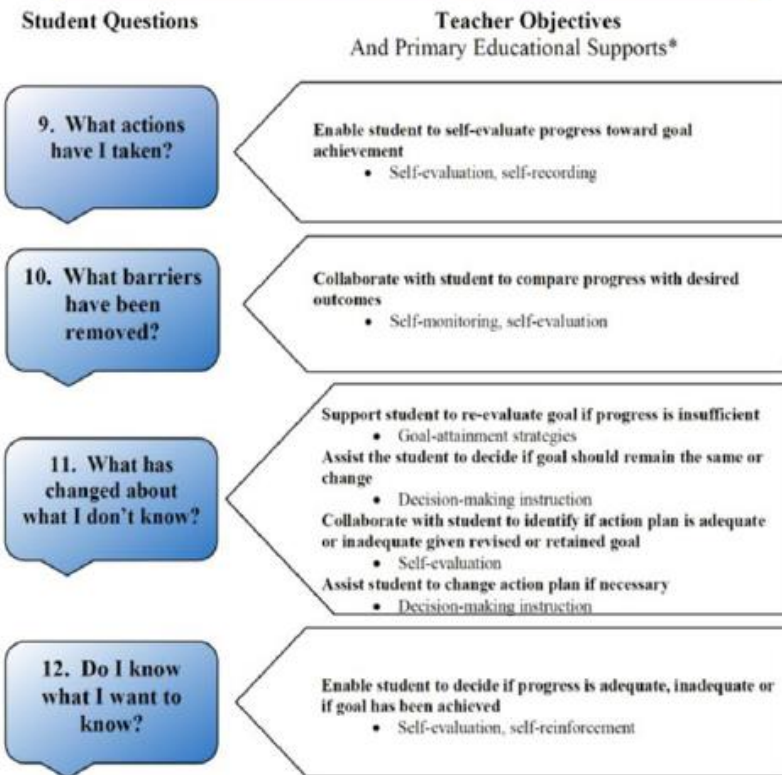 Student Questions
Teacher Objectives
And Primary Educational Supports*
9. What actions
have I taken?
Enable student to self-evaluate progress toward goal
achievement
• Self-evaluation, self-recording
10. What barriers
have been
removed?
Collaborate with student to compare progress with desired
outcomes
• Self-monitoring, self-evaluation
11. What has
changed about
what I don't know?
Support student to re-evaluate goal if progress is insufficient
• Goal-attainment strategies
Assist the student to decide if goal should remain the same or
change
• Decision-making instruction
Collaborate with student to identify if action plan is adequate
or inadequate given revised or retained goal
• Self-evaluation
Assist student to change action plan if necessary
• Decision-making instruction
12. Do I know
what I want to
know?
Enable student to decide if progress is adequate, inadequate or
if goal has been achieved
• Self-evaluation, self-reinforcement